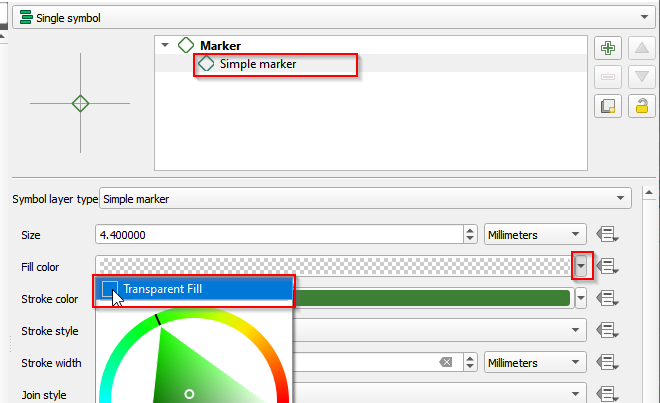 Single symbol
Marker
Simple marker
Symbol layer type Simple marker
Size 4.400000 Millimeters
Fill color
Transparent Fill
Stroke color
Stroke style
Stroke width Millimeters
Join style